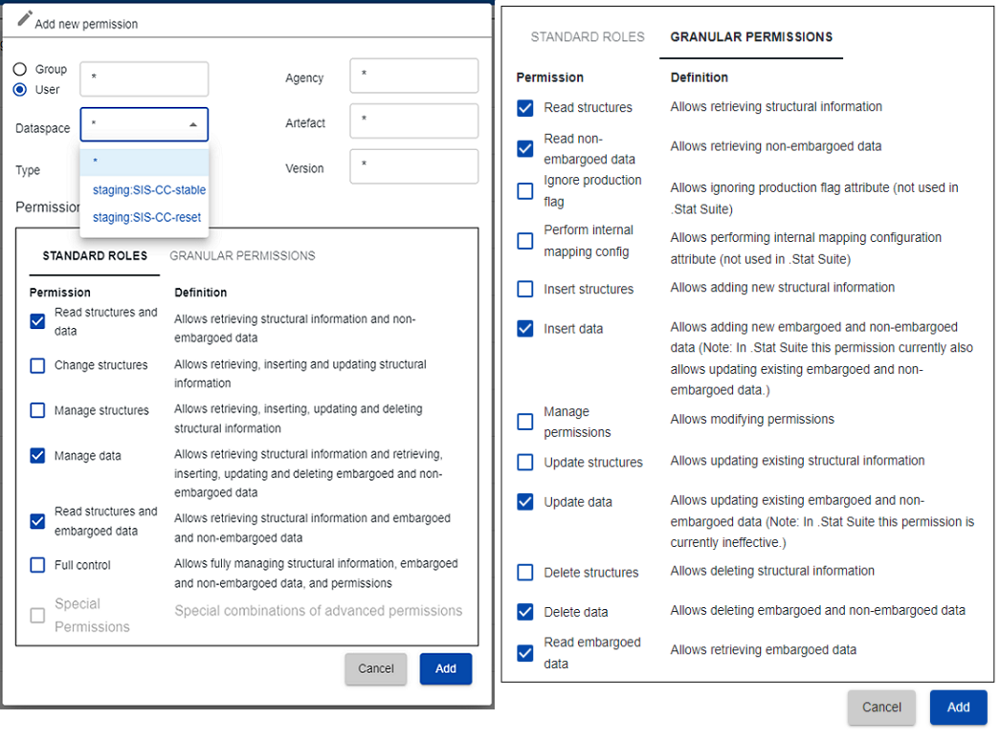 Add new permission
Group
User
*
Agency
*
Dataspace
*
Artefact
*
Type
*
staging:SIS-CC-stable
staging:SIS-CC-reset
Version
*
Permission
STANDARD ROLES
GRANULAR PERMISSIONS
Permission
Definition
Read structures and
data
Allows retrieving structural information and non-
embargoed data
Change structures
Allows retrieving, inserting and updating structural
information
Manage structures
Allows retrieving, inserting, updating and deleting
structural information
Manage data
Allows retrieving structural information and retrieving,
inserting, updating and deleting embargoed and non-
embargoed data
Read structures and
embargoed data
Allows retrieving structural information and embargoed
and non-embargoed data
Full control
Allows fully managing structural information, embargoed
and non-embargoed data, and permissions
Special
Permissions
Special combinations of advanced permissions
Cancel
Add
STANDARD ROLES
GRANULAR PERMISSIONS
Permission
Definition
Read structures
Allows retrieving structural information
Read non-
embargoed data
Allows retrieving non-embargoed data
Ignore production
flag
Allows ignoring production flag attribute (not used in
.Stat Suite)
Perform internal
mapping config
Allows performing internal mapping configuration
attribute (not used in .Stat Suite)
Insert structures
Allows adding new structural information
Insert data
Allows adding new embargoed and non-embargoed
data (Note: In .Stat Suite this permission currently also
allows updating existing embargoed and non-
embargoed data.)
Manage
permissions
Allows modifying permissions
Update structures
Allows updating existing structural information
Update data
Allows updating existing embargoed and non-
embargoed data (Note: In .Stat Suite this permission is
currently ineffective.)
Delete structures
Allows deleting structural information
Delete data
Allows deleting embargoed and non-embargoed data
Read embargoed
data
Allows retrieving embargoed data
Cancel
Add